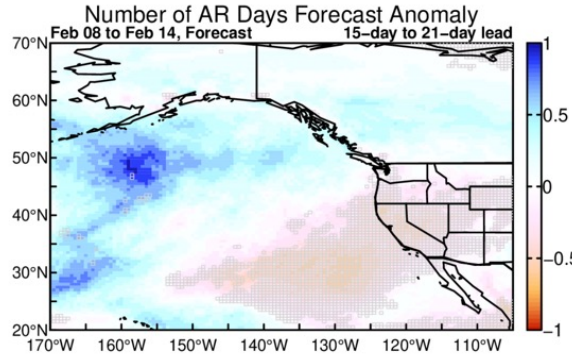 Number of AR Days Forecast Anomaly
Feb 08 to Feb 14, Forecast 15-day to 21-day lead
70°N
60°N
50°N
40°N
30°N
20°N
170°W 160°W 150°W 140°W 130°W 120°W 110°W
1
0.5
0
−0.5
−1